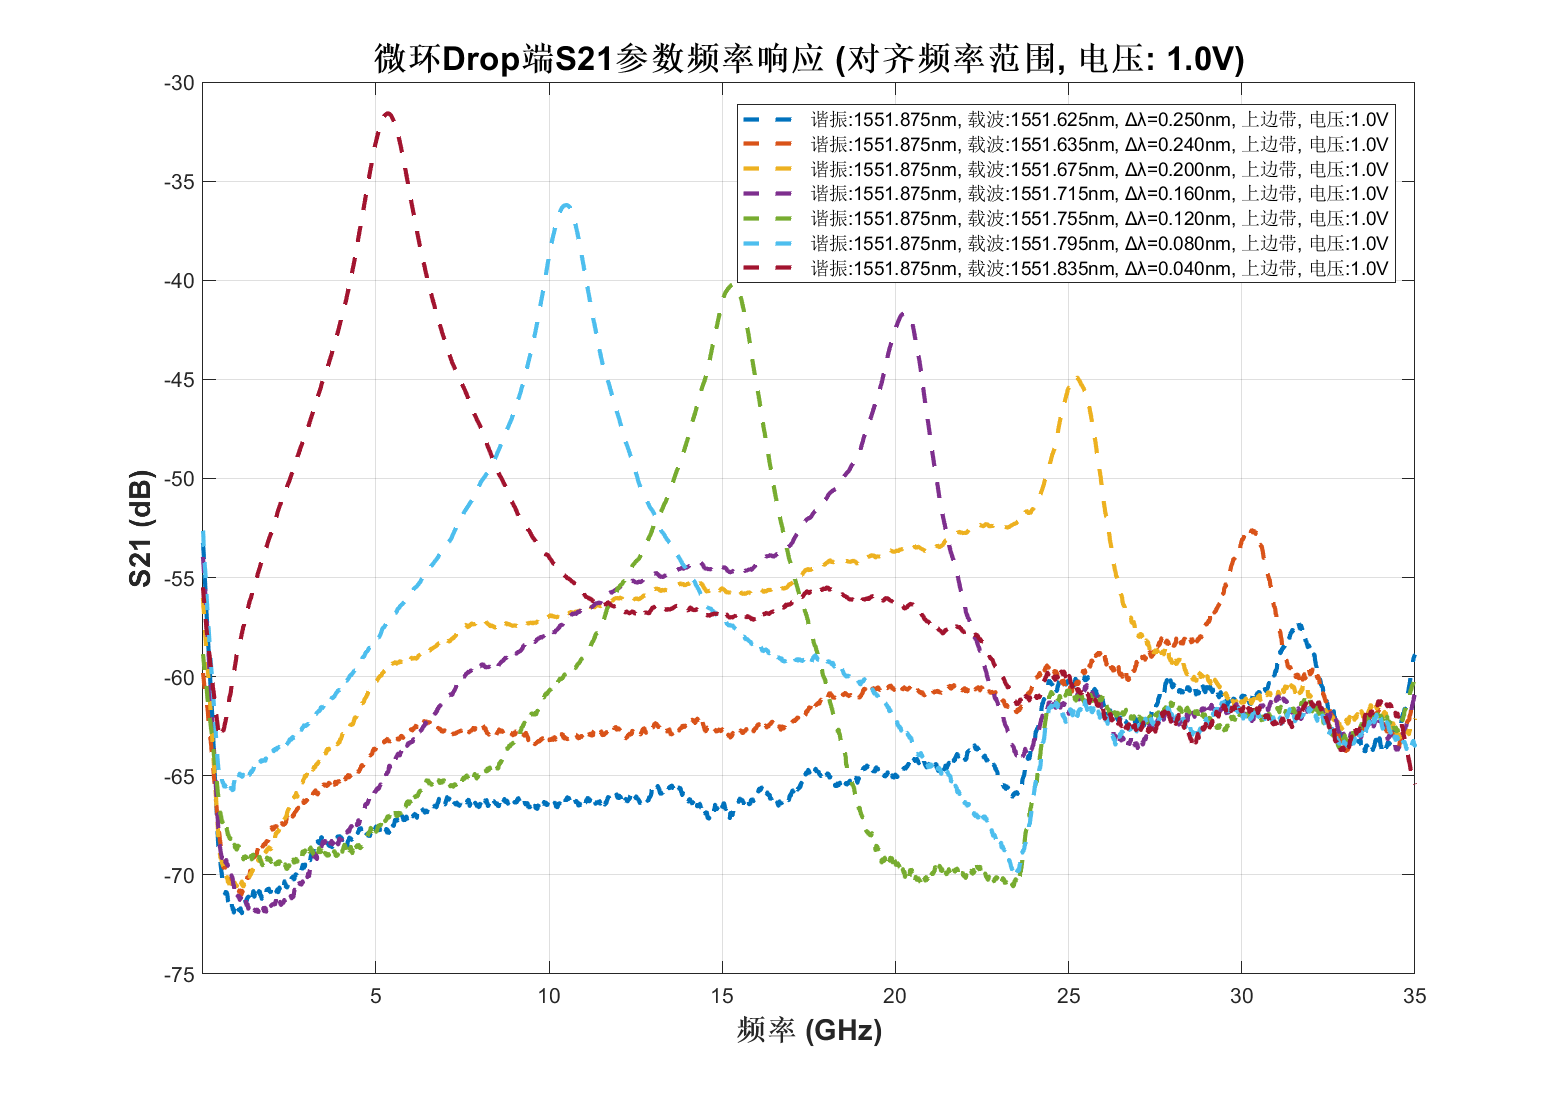 微环Drop端S21参数频率响应 (对齐频率范围, 电压: 1.0V)
谐振:1551.875nm, 载波:1551.625nm, Δλ=0.250nm, 上边带, 电压:1.0V
谐振:1551.875nm, 载波:1551.635nm, Δλ=0.240nm, 上边带, 电压:1.0V
谐振:1551.875nm, 载波:1551.675nm, Δλ=0.200nm, 上边带, 电压:1.0V
谐振:1551.875nm, 载波:1551.715nm, Δλ=0.160nm, 上边带, 电压:1.0V
谐振:1551.875nm, 载波:1551.755nm, Δλ=0.120nm, 上边带, 电压:1.0V
谐振:1551.875nm, 载波:1551.795nm, Δλ=0.080nm, 上边带, 电压:1.0V
谐振:1551.875nm, 载波:1551.835nm, Δλ=0.040nm, 上边带, 电压:1.0V
S21 (dB)
-30
-35
-40
-45
-50
-55
-60
-65
-70
-75
5 10 15 20 25 30 35
频率 (GHz)